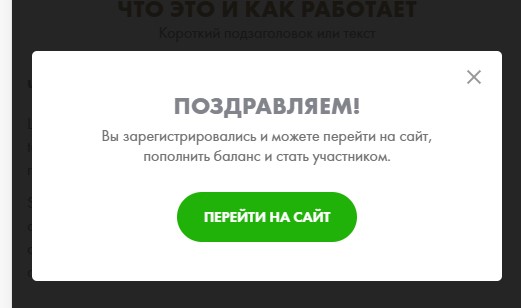 ЧТО ЭТО И КАК РАБОТАЕТ
Короткий подзаголовок или текст
ПОЗДРАВЛЯЕМ!
Вы зарегистрировались и можете перейти на сайт,
пополнить баланс и стать участником.
ПЕРЕЙТИ НА САЙТ